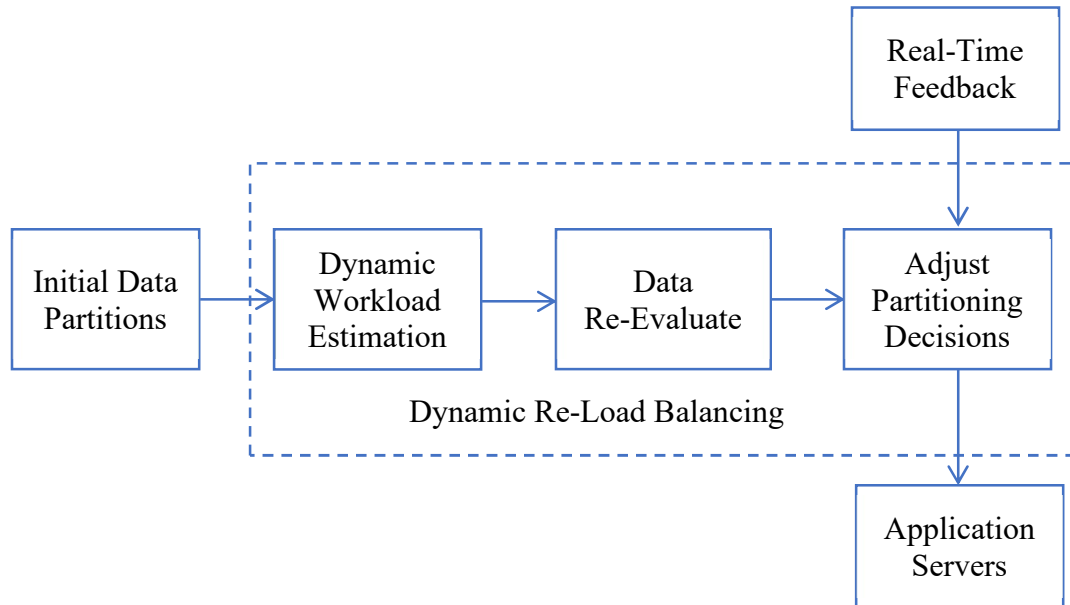 Real-Time
Feedback
Initial Data
Partitions
Dynamic
Workload
Estimation
Data
Re-Evaluate
Adjust
Partitioning
Decisions
Dynamic Re-Load Balancing
Application
Servers